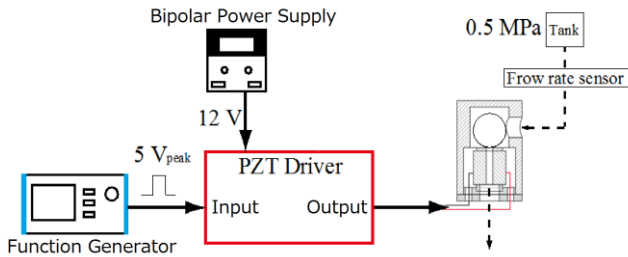 Bipolar Power Supply
0.5 MPa
Tank
Frow rate sensor
12 V
5 Vpeak
PZT Driver
Input
Output
Function Generator